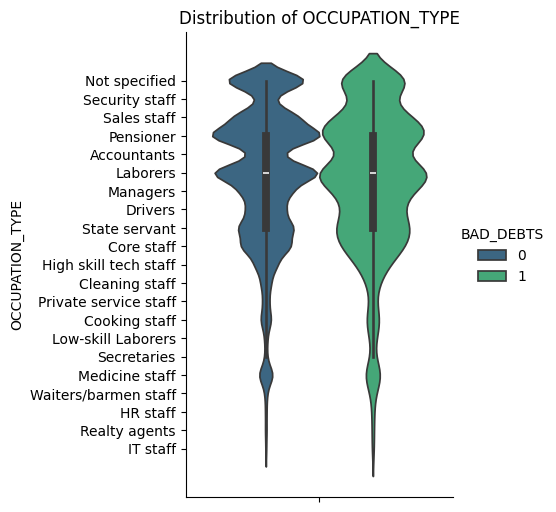 Distribution of OCCUPATION_TYPE
OCCUPATION_TYPE
Not specified
Security staff
Sales staff
Pensioner
Accountants
Laborers
Managers
Drivers
State servant
Core staff
High skill tech staff
Cleaning staff
Private service staff
Cooking staff
Low-skill Laborers
Secretaries
Medicine staff
Waiters/barmen staff
HR staff
Realty agents
IT staff
BAD_DEBTS
0
1